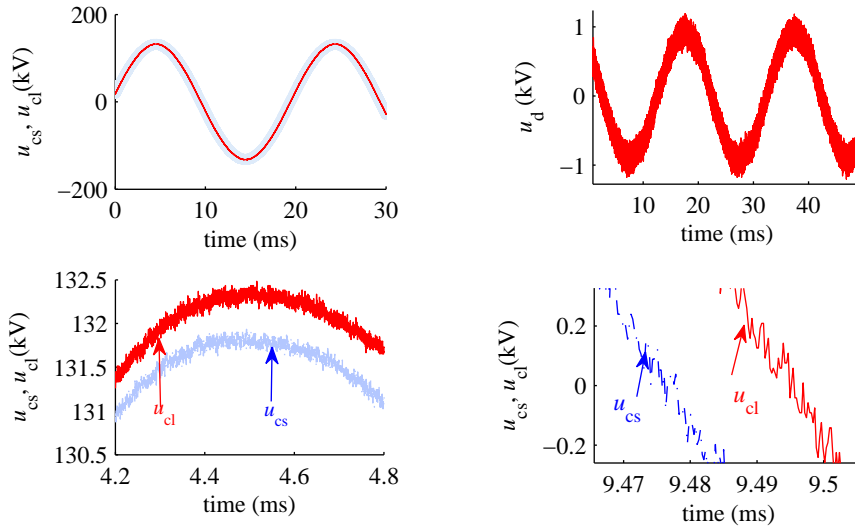 200
0
−200
0
10
20
30
time (ms)
u_cs, u_cl(kV)
1
0
−1
10
20
30
40
time (ms)
u_d (kV)
132.5
132
131.5
131
130.5
4.2
4.4
4.6
4.8
time (ms)
u_cs, u_cl(kV)
u_cl
u_cs
0.2
0
−0.2
9.47
9.48
9.49
9.5
time (ms)
u_cs, u_cl(kV)
u_cs
u_cl